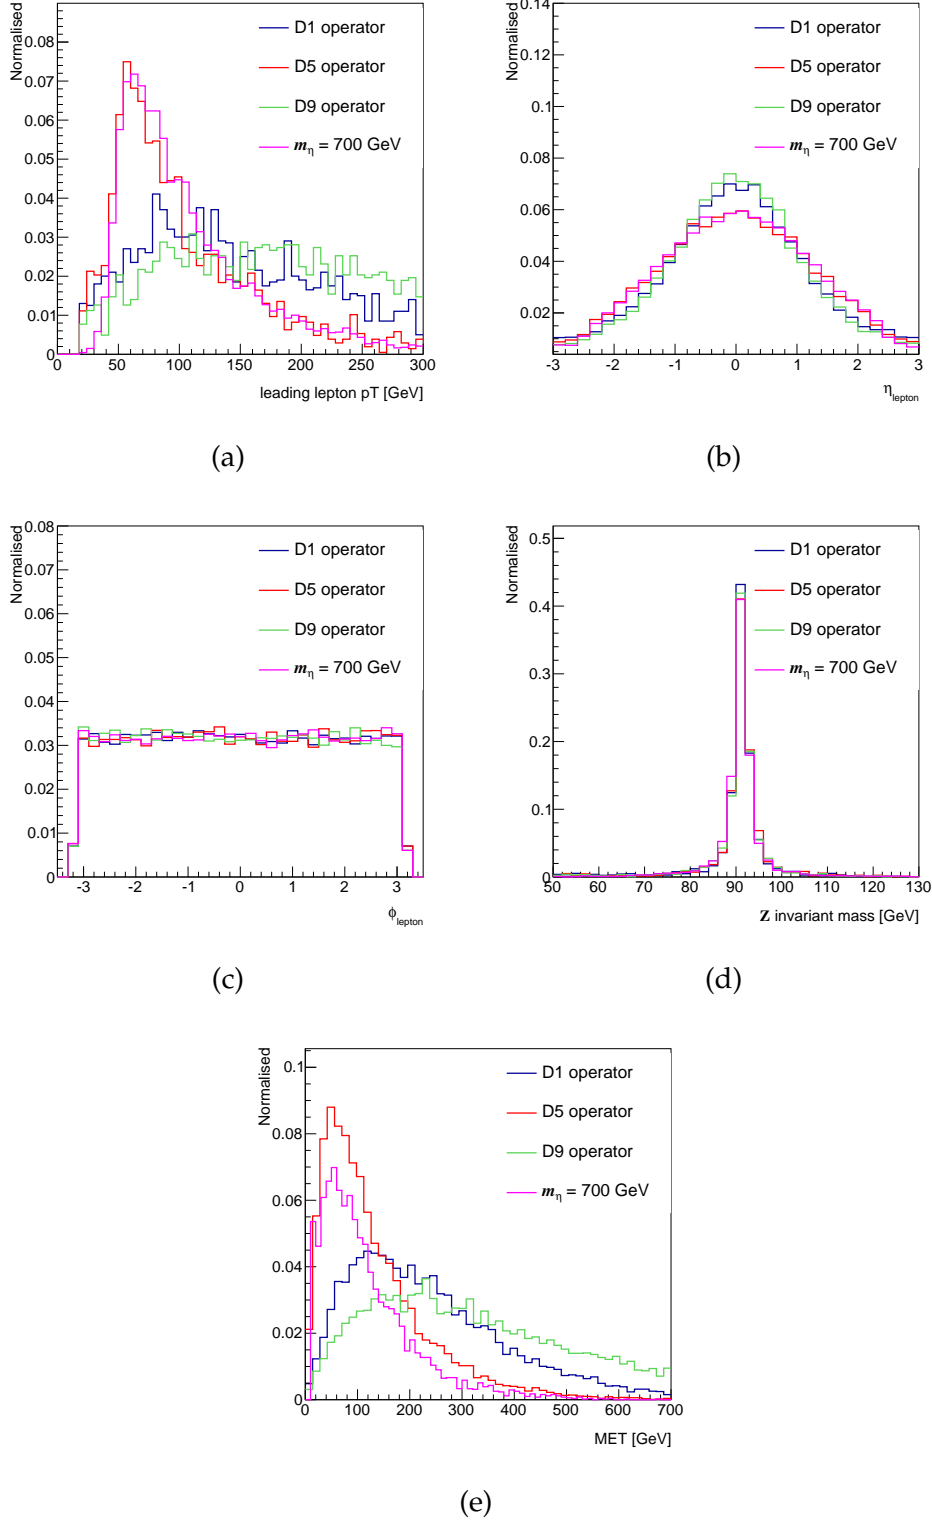 Normalised
0.08
0.07
0.06
0.05
0.04
0.03
0.02
0.01
0
0 50 100 150 200 250 300
leading lepton pT [GeV]
D1 operator
D5 operator
D9 operator
mη = 700 GeV
(a)
Normalised
0.14
0.12
0.1
0.08
0.06
0.04
0.02
-3 -2 -1 0 1 2 3
ηlepton
D1 operator
D5 operator
D9 operator
mη = 700 GeV
(b)
Normalised
0.08
0.07
0.06
0.05
0.04
0.03
0.02
0.01
0
-3 -2 -1 0 1 2 3
ϕlepton
D1 operator
D5 operator
D9 operator
mη = 700 GeV
(c)
Normalised
0.5
0.4
0.3
0.2
0.1
0
50 60 70 80 90 100 110 120 130
Z invariant mass [GeV]
D1 operator
D5 operator
D9 operator
mη = 700 GeV
(d)
Normalised
0.1
0.08
0.06
0.04
0.02
0
0 100 200 300 400 500 600 700
MET [GeV]
D1 operator
D5 operator
D9 operator
mη = 700 GeV
(e)